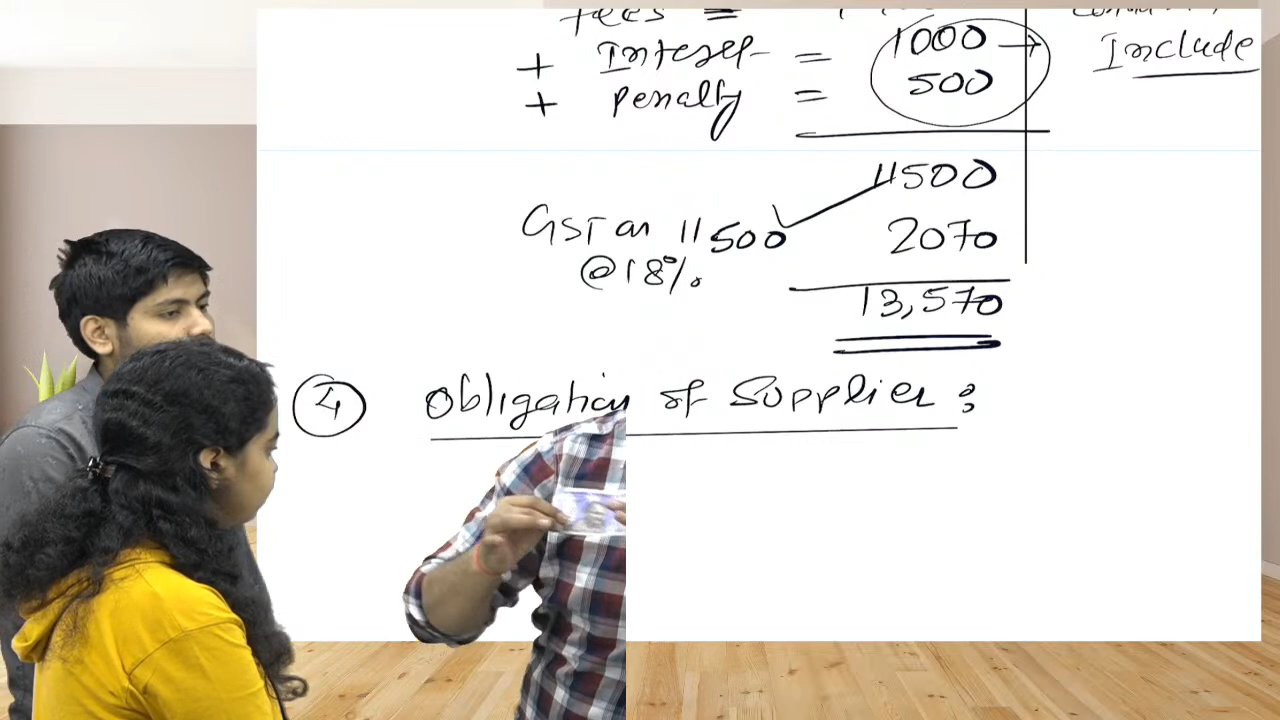 fees =
+ Interest = 1000 → Include
+ Penalty = 500
11500
GST on 11500 2070
@18%.
13,570
4 Obligation of Supplier :